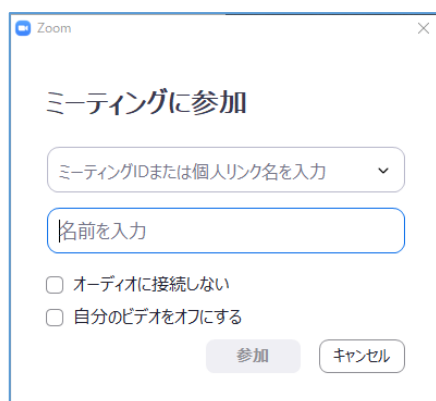 Zoom
ミーティングに参加
ミーティングIDまたは個人リンク名を入力
名前を入力
オーディオに接続しない
自分のビデオをオフにする
参加 キャンセル